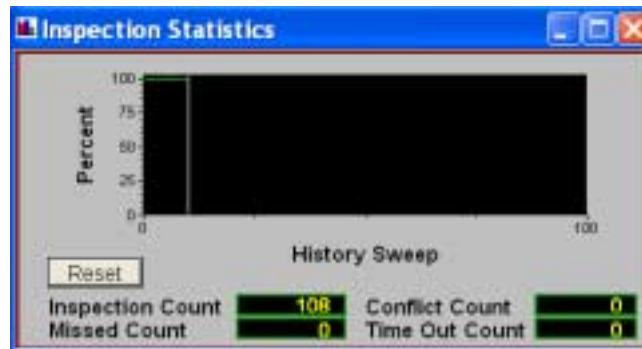 Inspection Statistics
100
75
50
25
0
Percent
0 100
History Sweep
Reset
Inspection Count 108 Conflict Count 0
Missed Count 0 Time Out Count 0